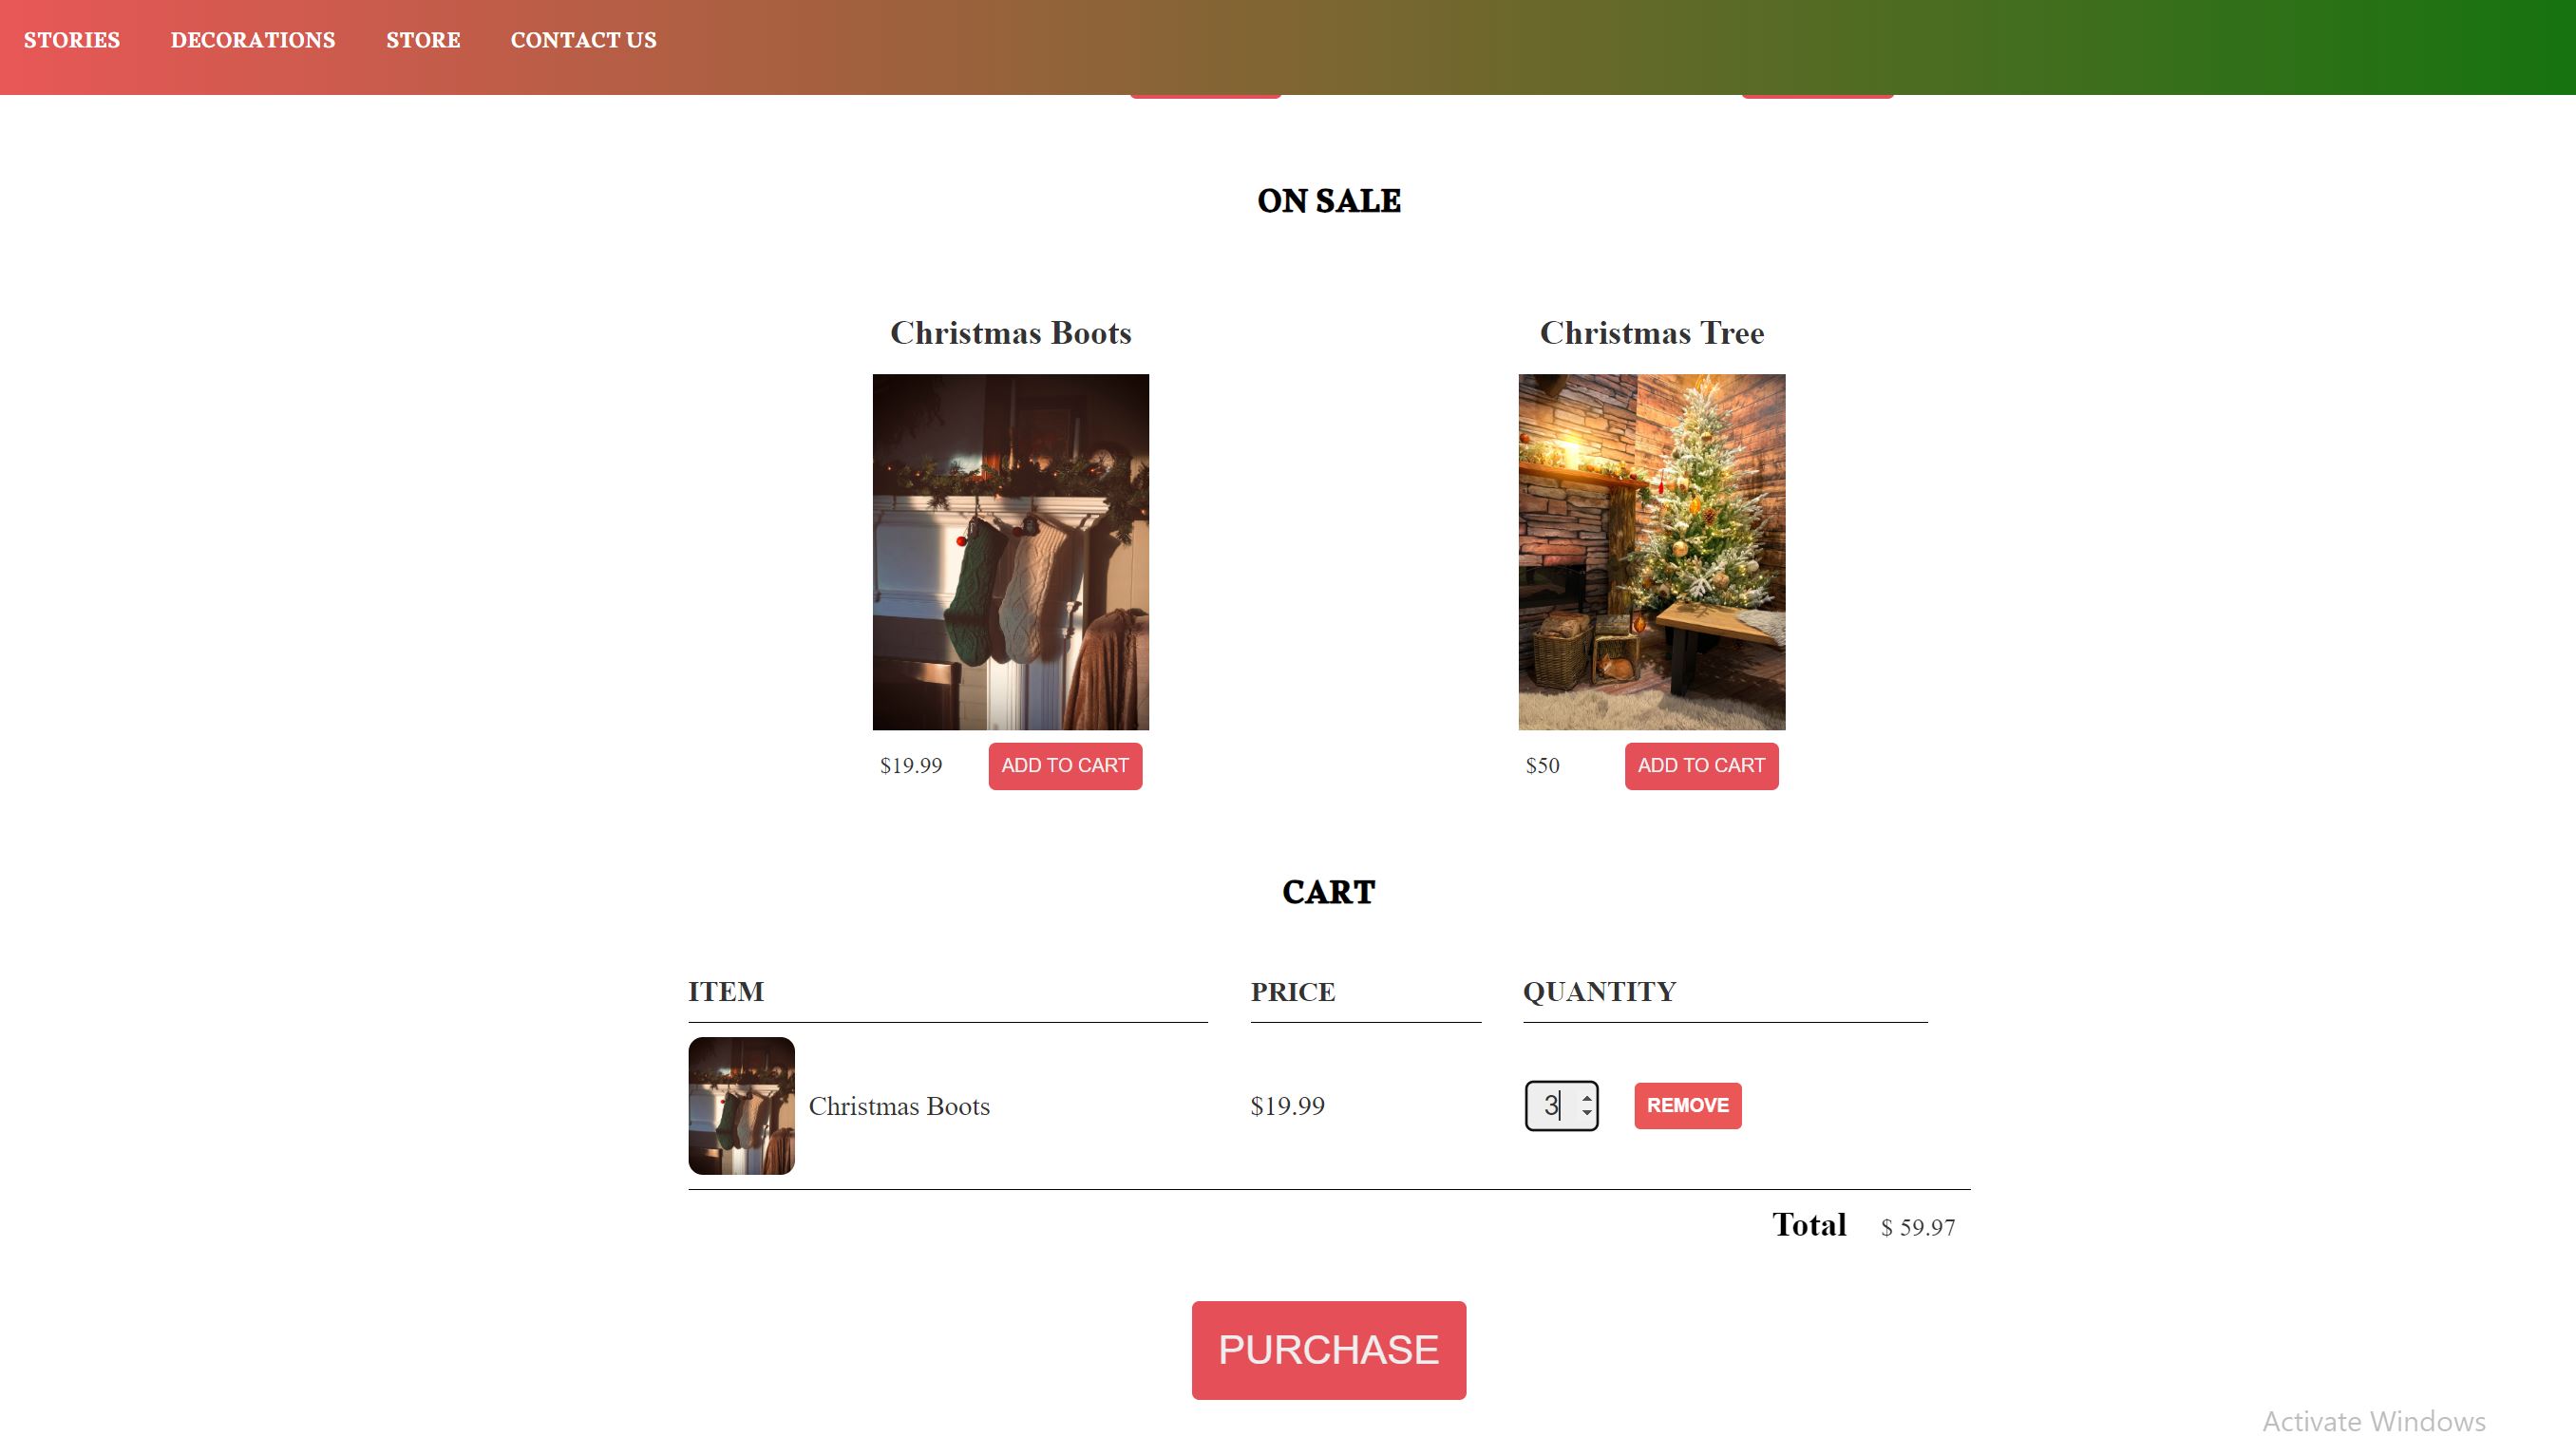 STORIES DECORATIONS STORE CONTACT US
ON SALE
Christmas Boots
Christmas Tree
$19.99 ADD TO CART
$50 ADD TO CART
CART
ITEM PRICE QUANTITY
Christmas Boots $19.99 3 REMOVE
Total $ 59.97
PURCHASE
Activate Windows